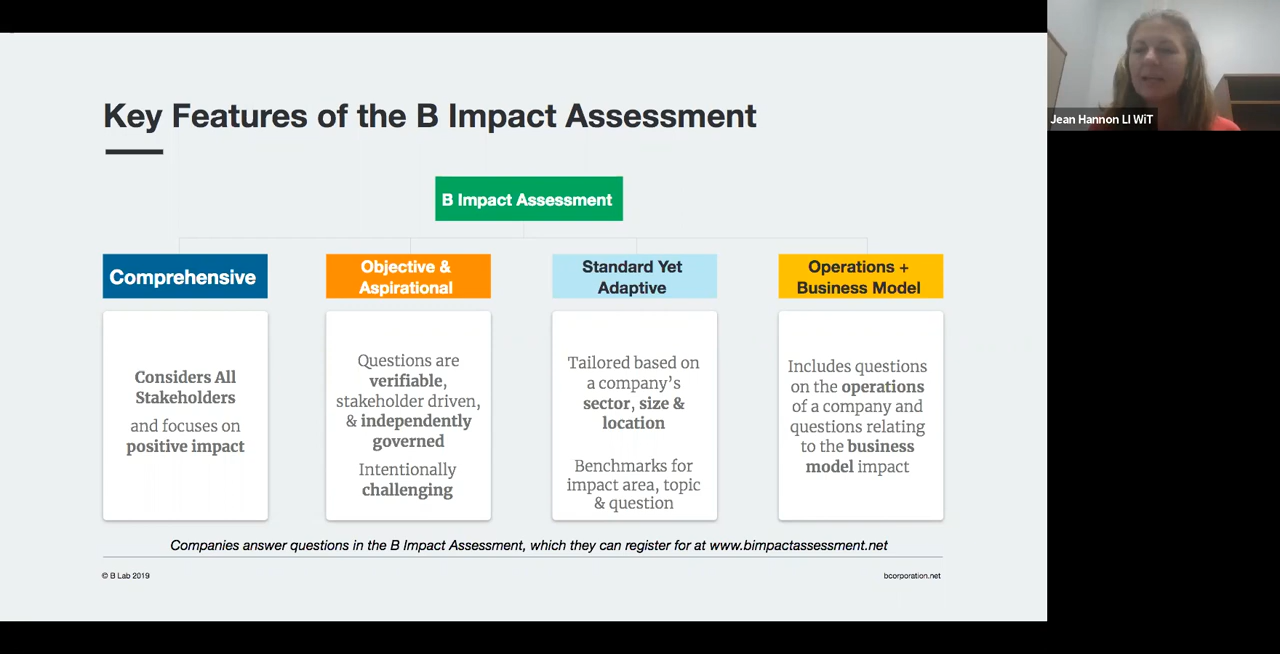 Key Features of the B Impact Assessment
Jean Hannon LI WiT
B Impact Assessment
Comprehensive
Considers All
Stakeholders
and focuses on
positive impact
Objective &
Aspirational
Questions are
verifiable,
stakeholder driven,
& independently
governed
Intentionally
challenging
Standard Yet
Adaptive
Tailored based on
a company’s
sector, size &
location
Benchmarks for
impact area, topic
& question
Operations +
Business Model
Includes questions
on the operations
of a company and
questions relating
to the business
model impact
Companies answer questions in the B Impact Assessment, which they can register for at www.bimpactassessment.net
© B Lab 2019
bcorporation.net